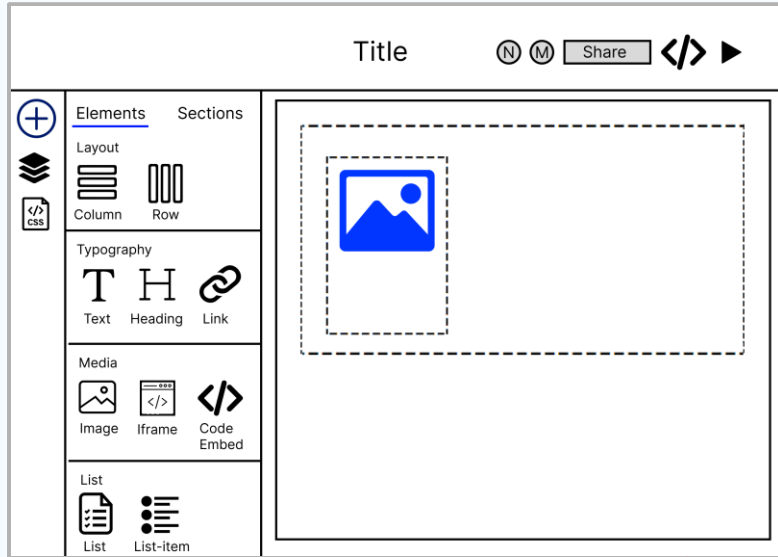 Title
N M Share </>
Elements Sections
Layout
Column Row
</>
CSS
Typography
T H
Text Heading Link
Media
</> </>
Image Iframe Code
Embed
List
List List-item